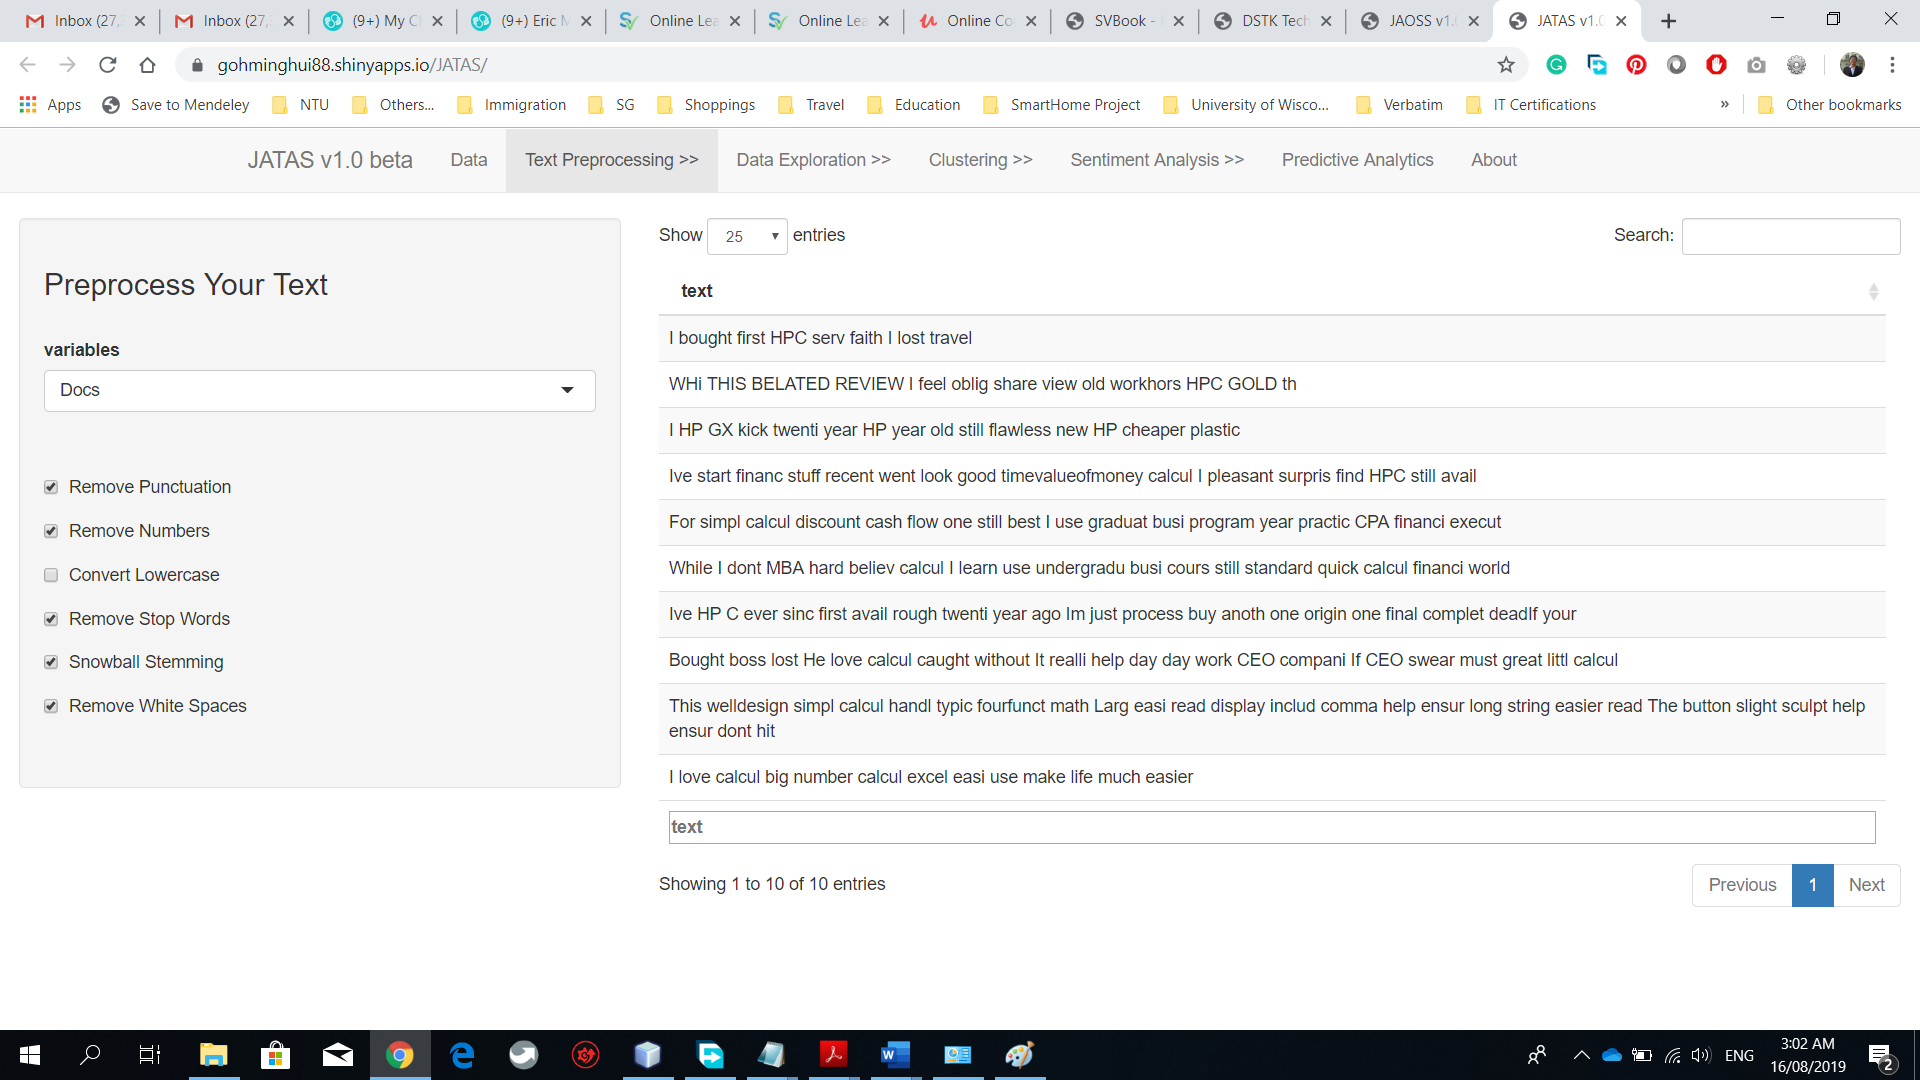 Inbox (27,
Inbox (27,
(9+) My C
(9+) Eric M
Online Lea
Online Lea
Online Co
SVBook -
DSTK Tech
JAOSS v1.
JATAS v1.0
gohminghui88.shinyapps.io/JATAS/
Apps
Save to Mendeley
NTU
Others...
Immigration
SG
Shoppings
Travel
Education
SmartHome Project
University of Wisco...
Verbatim
IT Certifications
»
Other bookmarks
JATAS v1.0 beta
Data
Text Preprocessing >>
Data Exploration >>
Clustering >>
Sentiment Analysis >>
Predictive Analytics
About
Preprocess Your Text
variables
Docs
Remove Punctuation
Remove Numbers
Convert Lowercase
Remove Stop Words
Snowball Stemming
Remove White Spaces
Show 25 entries
Search:
text
I bought first HPC serv faith I lost travel
WHi THIS BELATED REVIEW I feel oblig share view old workhors HPC GOLD th
I HP GX kick twenti year HP year old still flawless new HP cheaper plastic
Ive start financ stuff recent went look good timevalueofmoney calcul I pleasant surpris find HPC still avail
For simpl calcul discount cash flow one still best I use graduat busi program year practic CPA financi execut
While I dont MBA hard believ calcul I learn use undergradu busi cours still standard quick calcul financi world
Ive HP C ever sinc first avail rough twenti year ago Im just process buy anoth one origin one final complet deadIf your
Bought boss lost He love calcul caught without It realli help day day work CEO compani If CEO swear must great littl calcul
This welldesign simpl calcul handl typic fourfunct math Larg easi read display includ comma help ensur long string easier read The button slight sculpt help
ensur dont hit
I love calcul big number calcul excel easi use make life much easier
text
Showing 1 to 10 of 10 entries
Previous
1
Next
ENG
3:02 AM
16/08/2019
2